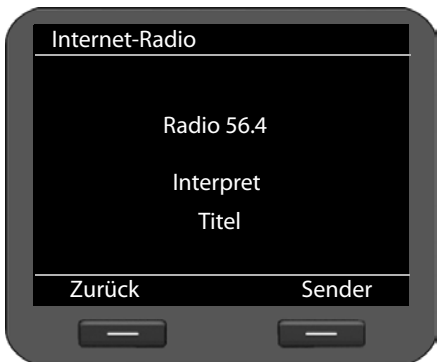 Internet-Radio
Radio 56.4
Interpret
Titel
Zurück Sender